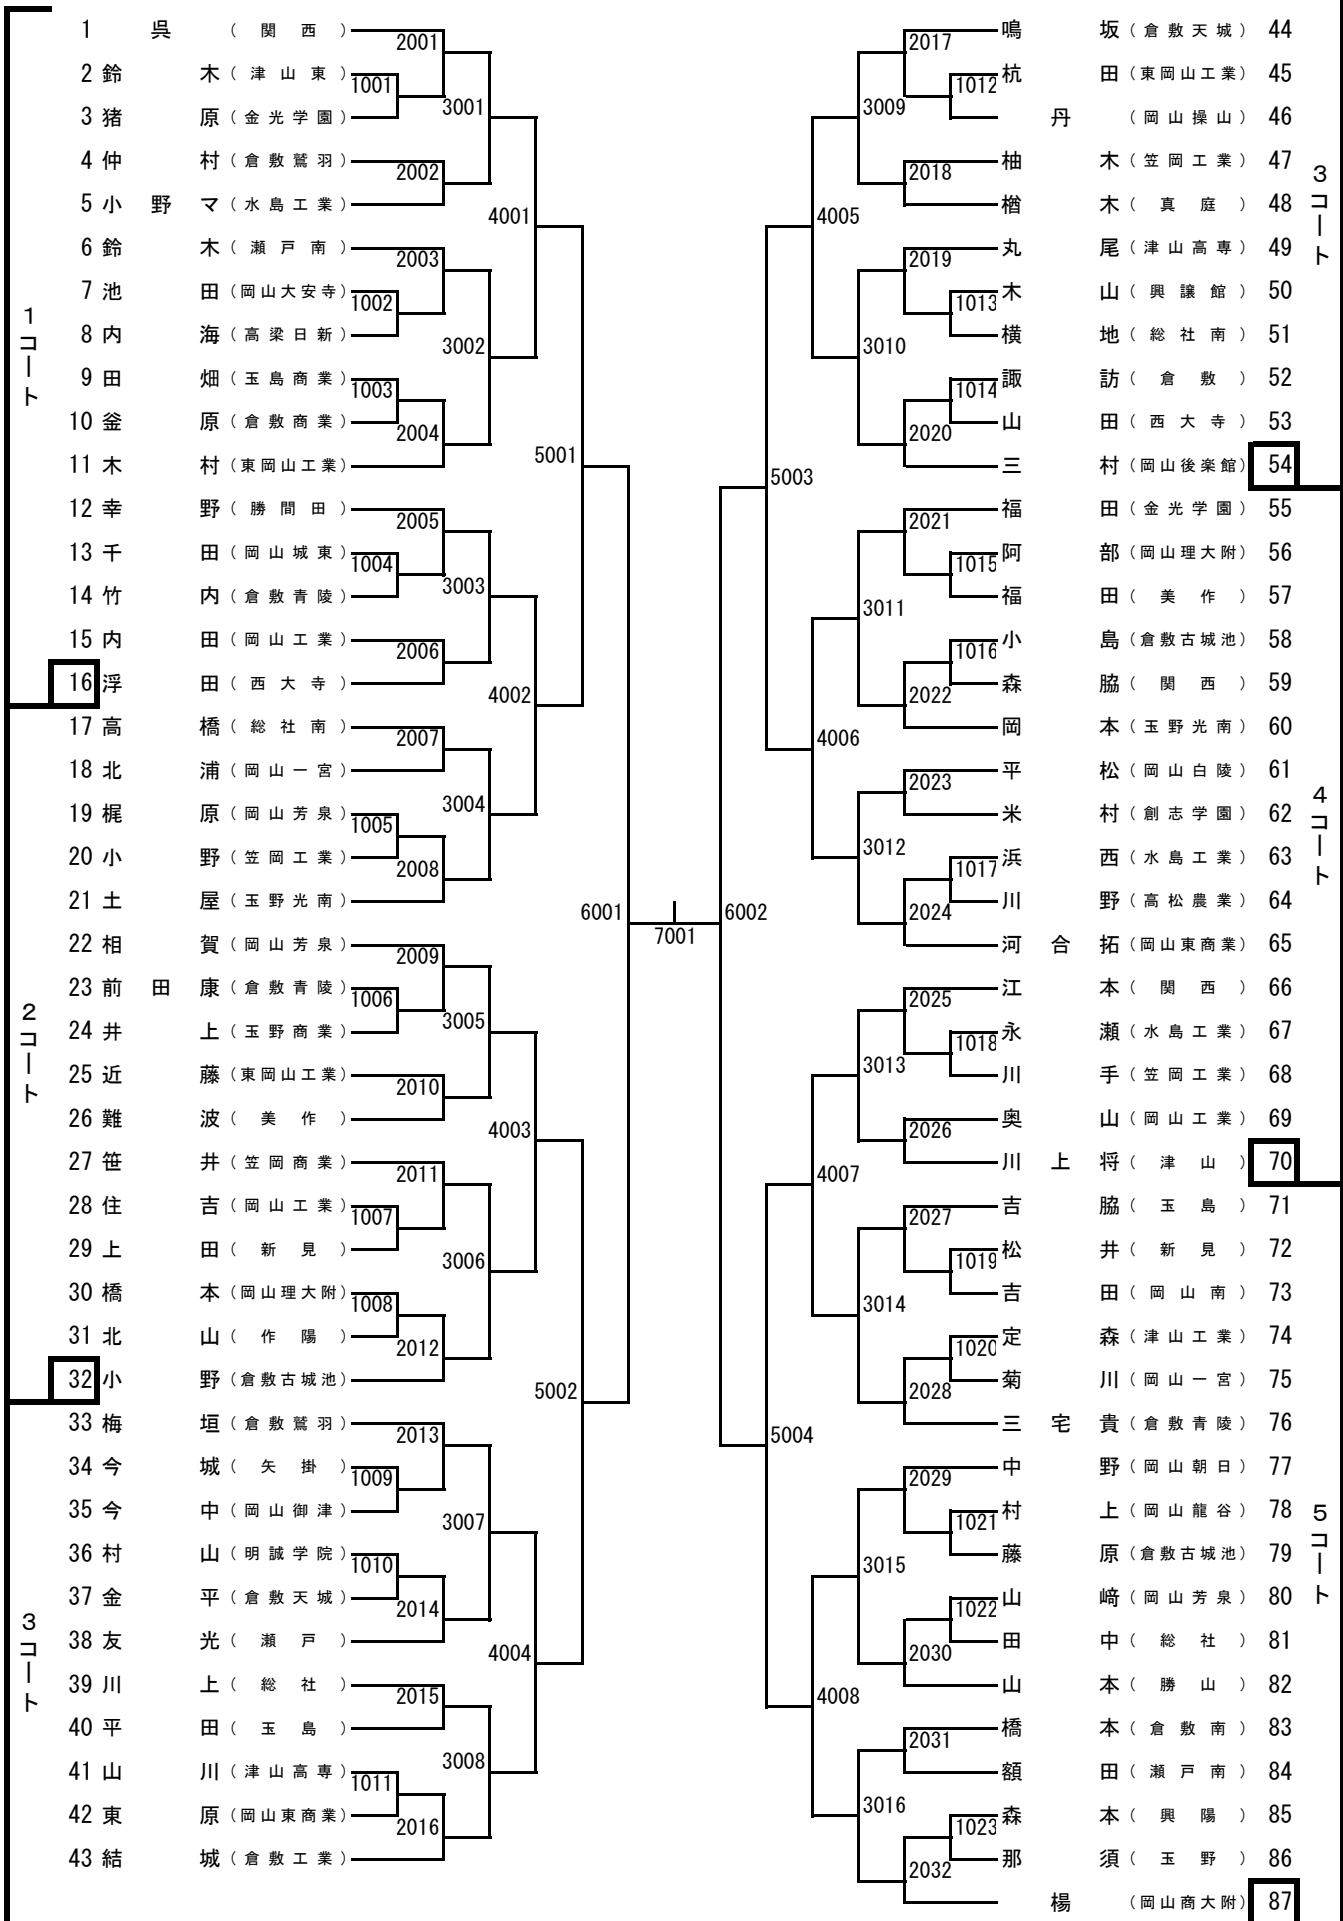 1 呉 (関西)
2 鈴木 (津山東)
3 猪原 (金光学園)
4 仲村 (倉敷鷲羽)
5 小野マ (水島工業)
6 鈴木 (瀬戸南)
7 池田 (岡山大安寺)
8 内海 (高梁日新)
9 田畑 (玉島商業)
10 釜原 (倉敷商業)
11 木村 (東岡山工業)
12 幸野 (勝間田)
13 千田 (岡山城東)
14 竹内 (倉敷青陵)
15 内田 (岡山工業)
16 浮田 (西大寺)
17 高橋 (総社南)
18 北浦 (岡山一宮)
19 梶原 (岡山芳泉)
20 小野 (笠岡工業)
21 土屋 (玉野光南)
22 相賀 (岡山芳泉)
23 前田康 (倉敷青陵)
24 井上 (玉野商業)
25 近藤 (東岡山工業)
26 難波 (美作)
27 笹井 (笠岡商業)
28 住吉 (岡山工業)
29 上田 (新見)
30 橋本 (岡山理大附)
31 北山 (作陽)
32 小野 (倉敷古城池)
33 梅垣 (倉敷鷲羽)
34 今城 (矢掛)
35 今中 (岡山御津)
36 村山 (明誠学院)
37 金平 (倉敷天城)
38 友光 (瀬戸)
39 川上 (総社)
40 平田 (玉島)
41 山川 (津山高専)
42 東原 (岡山東商業)
43 結城 (倉敷工業)
1コート
2コート
3コート
1001
1002
1003
1004
1005
1006
1007
1008
1009
1010
1011
2001
2002
2003
2004
2005
2006
2007
2008
2009
2010
2011
2012
2013
2014
2015
2016
3001
3002
3003
3004
3005
3006
3007
3008
4001
4002
4003
4004
5001
5002
6001
7001
6002
5003
5004
4005
4006
4007
4008
3009
3010
3011
3012
3013
3014
3015
3016
2017
2018
2019
2020
2021
2022
2023
2024
2025
2026
2027
2028
2029
2030
2031
2032
1012
1013
1014
1015
1016
1017
1018
1019
1020
1021
1022
1023
鳴坂 (倉敷天城) 44
杭田 (東岡山工業) 45
丹 (岡山操山) 46
柚木 (笠岡工業) 47
楢木 (真庭) 48
丸尾 (津山高専) 49
木山 (興譲館) 50
横地 (総社南) 51
諏訪 (倉敷) 52
山田 (西大寺) 53
三村 (岡山後楽館) 54
福田 (金光学園) 55
阿部 (岡山理大附) 56
福田 (美作) 57
小島 (倉敷古城池) 58
森脇 (関西) 59
岡本 (玉野光南) 60
平松 (岡山白陵) 61
米村 (創志学園) 62
浜西 (水島工業) 63
川野 (高松農業) 64
河合拓 (岡山東商業) 65
江本 (関西) 66
永瀬 (水島工業) 67
川手 (笠岡工業) 68
奥山 (岡山工業) 69
川上将 (津山) 70
吉脇 (玉島) 71
松井 (新見) 72
吉田 (岡山南) 73
定森 (津山工業) 74
菊川 (岡山一宮) 75
三宅貴 (倉敷青陵) 76
中野 (岡山朝日) 77
村上 (岡山龍谷) 78
藤原 (倉敷古城池) 79
山﨑 (岡山芳泉) 80
田中 (総社) 81
山本 (勝山) 82
橋本 (倉敷南) 83
額田 (瀬戸南) 84
森本 (興陽) 85
那須 (玉野) 86
楊 (岡山商大附) 87
3コート
4コート
5コート